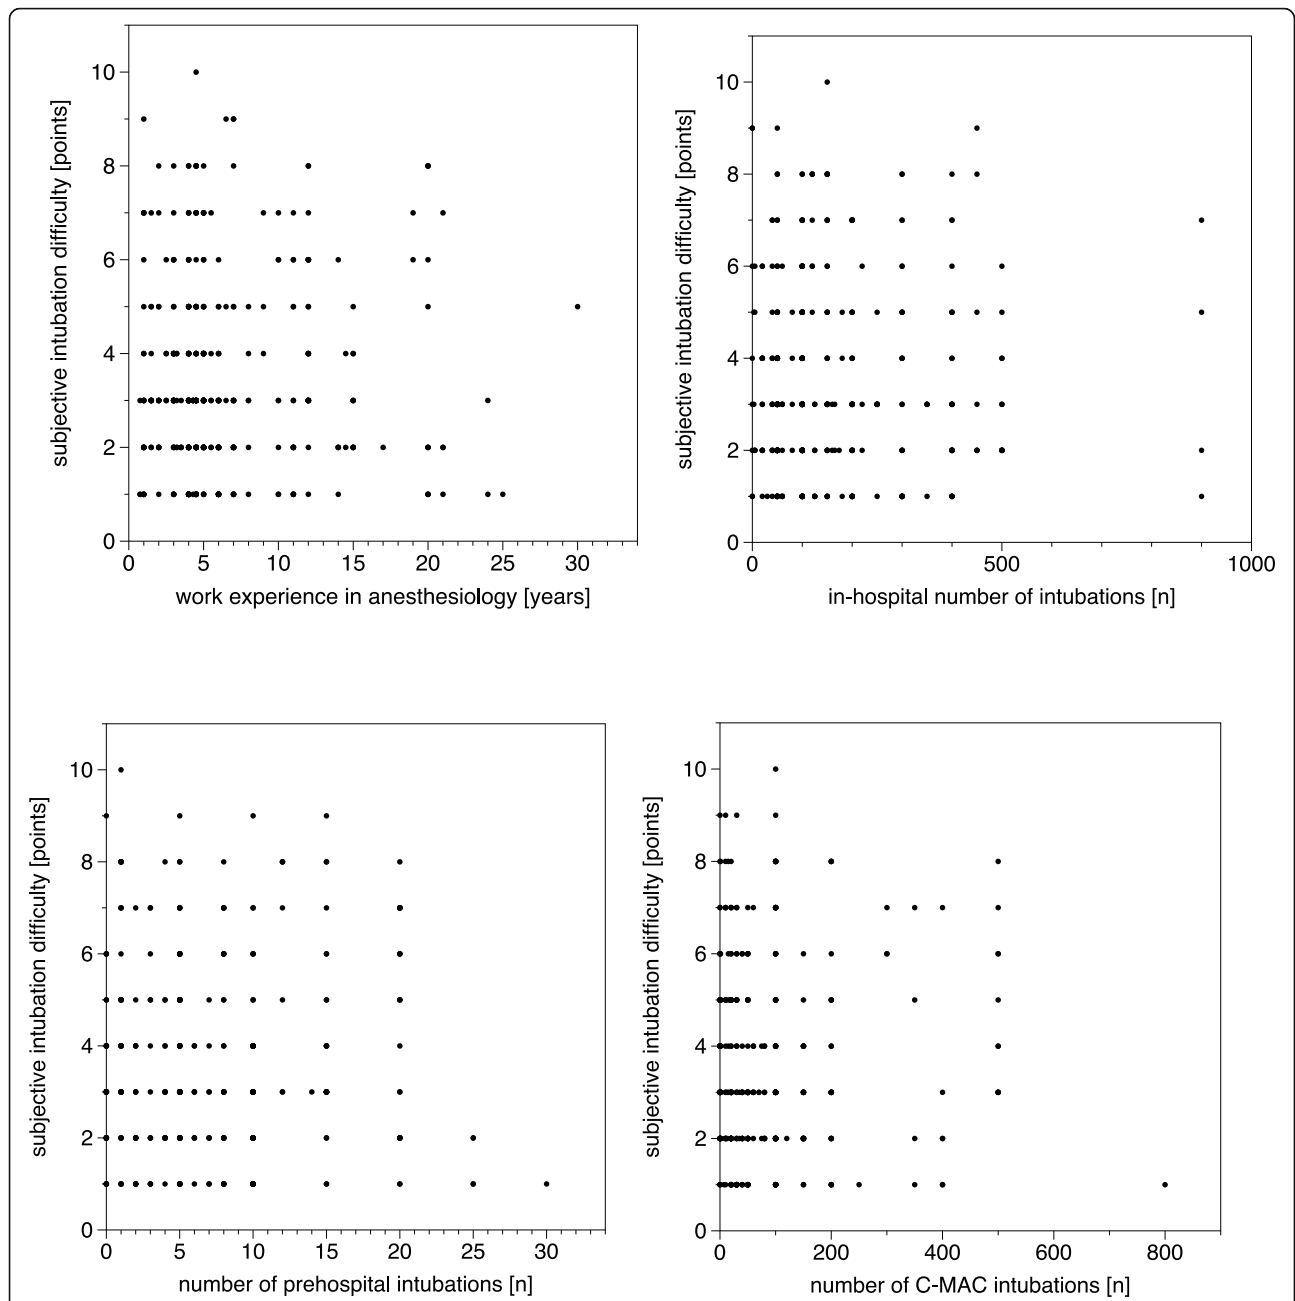 subjective intubation difficulty [points]
10
8
6
4
2
0
0 5 10 15 20 25 30
work experience in anesthesiology [years]
subjective intubation difficulty [points]
10
8
6
4
2
0
0 500 1000
in-hospital number of intubations [n]
subjective intubation difficulty [points]
10
8
6
4
2
0
0 5 10 15 20 25 30
number of prehospital intubations [n]
subjective intubation difficulty [points]
10
8
6
4
2
0
0 200 400 600 800
number of C-MAC intubations [n]